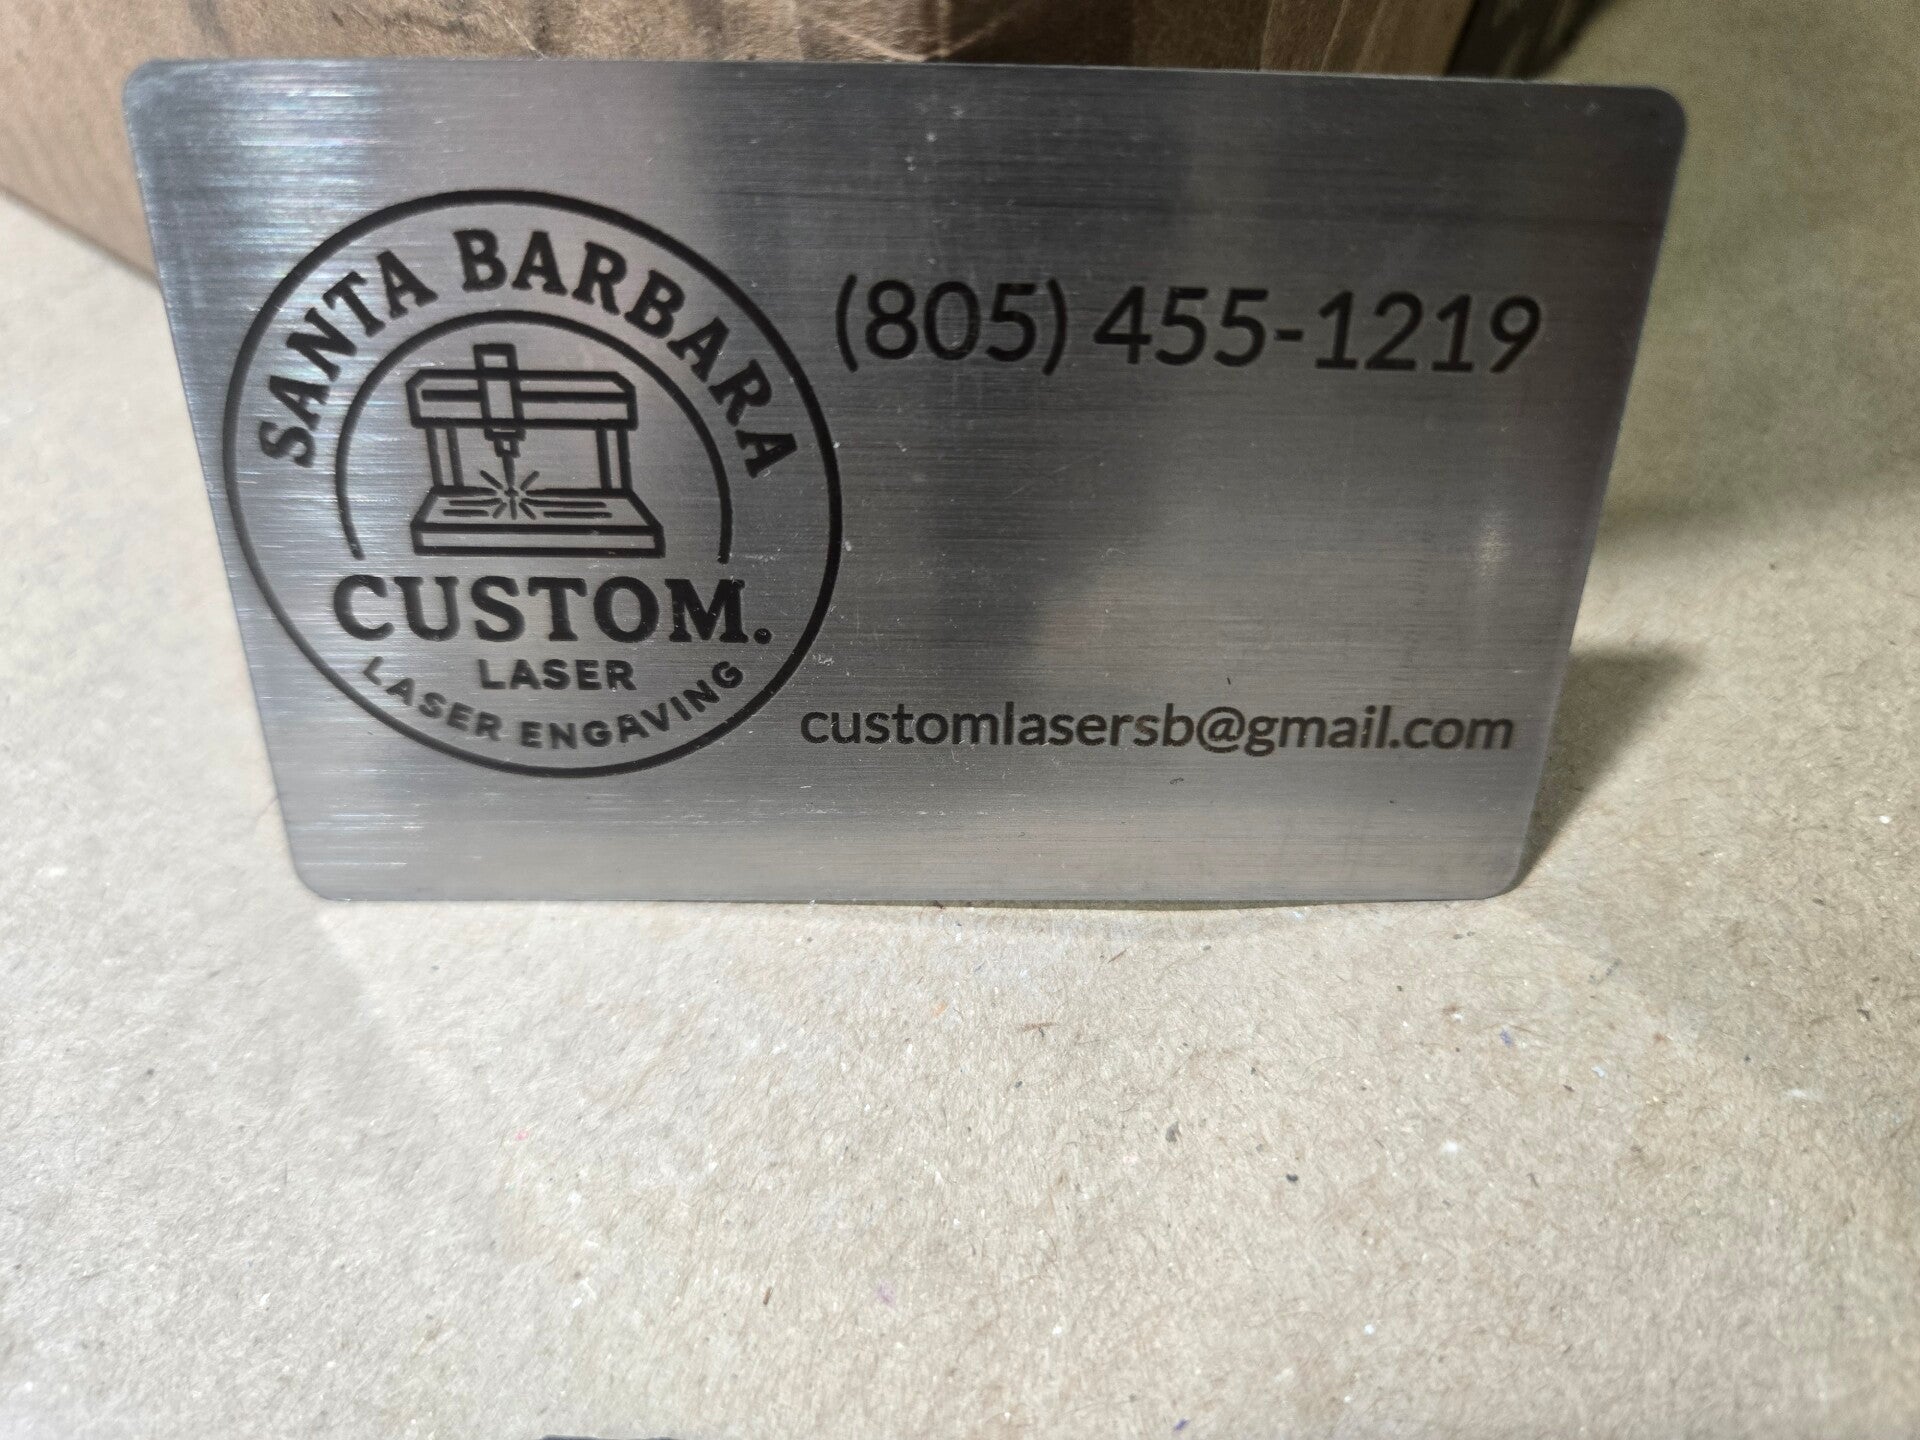 SANTA BARBARA
CUSTOM.
LASER
LASER ENGAVING
(805) 455-1219
customlasersb@gmail.com